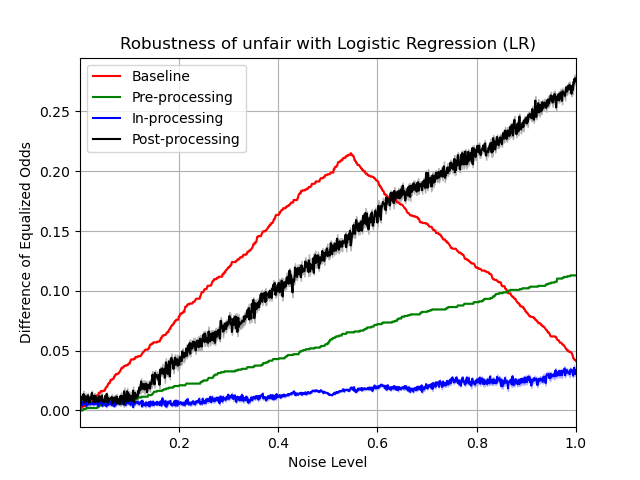 Robustness of unfair with Logistic Regression (LR)
Baseline
Pre-processing
In-processing
Post-processing
Difference of Equalized Odds
0.25
0.20
0.15
0.10
0.05
0.00
0.2
0.4
0.6
0.8
1.0
Noise Level